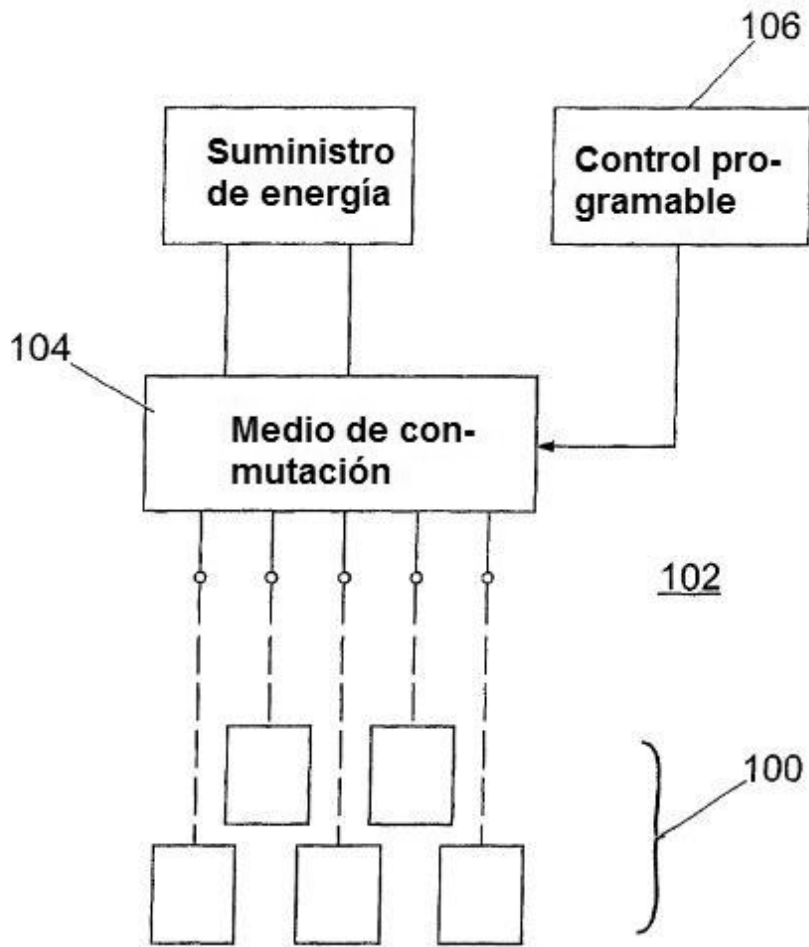 106
Suministro
de energía
Control pro-
gramable
104
Medio de con-
mutación
102
100